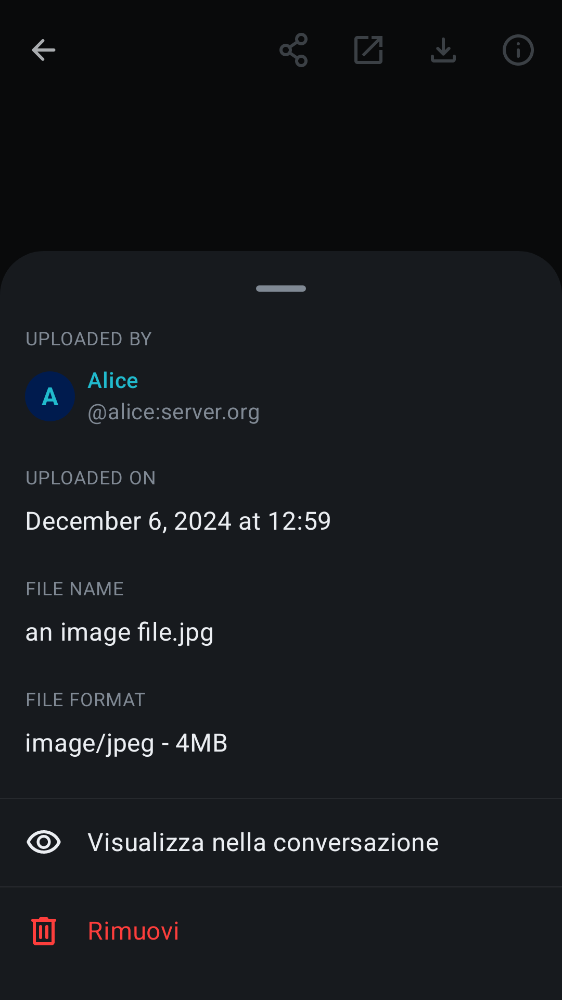 UPLOADED BY
A
Alice
@alice:server.org
UPLOADED ON
December 6, 2024 at 12:59
FILE NAME
an image file.jpg
FILE FORMAT
image/jpeg - 4MB
Visualizza nella conversazione
Rimuovi